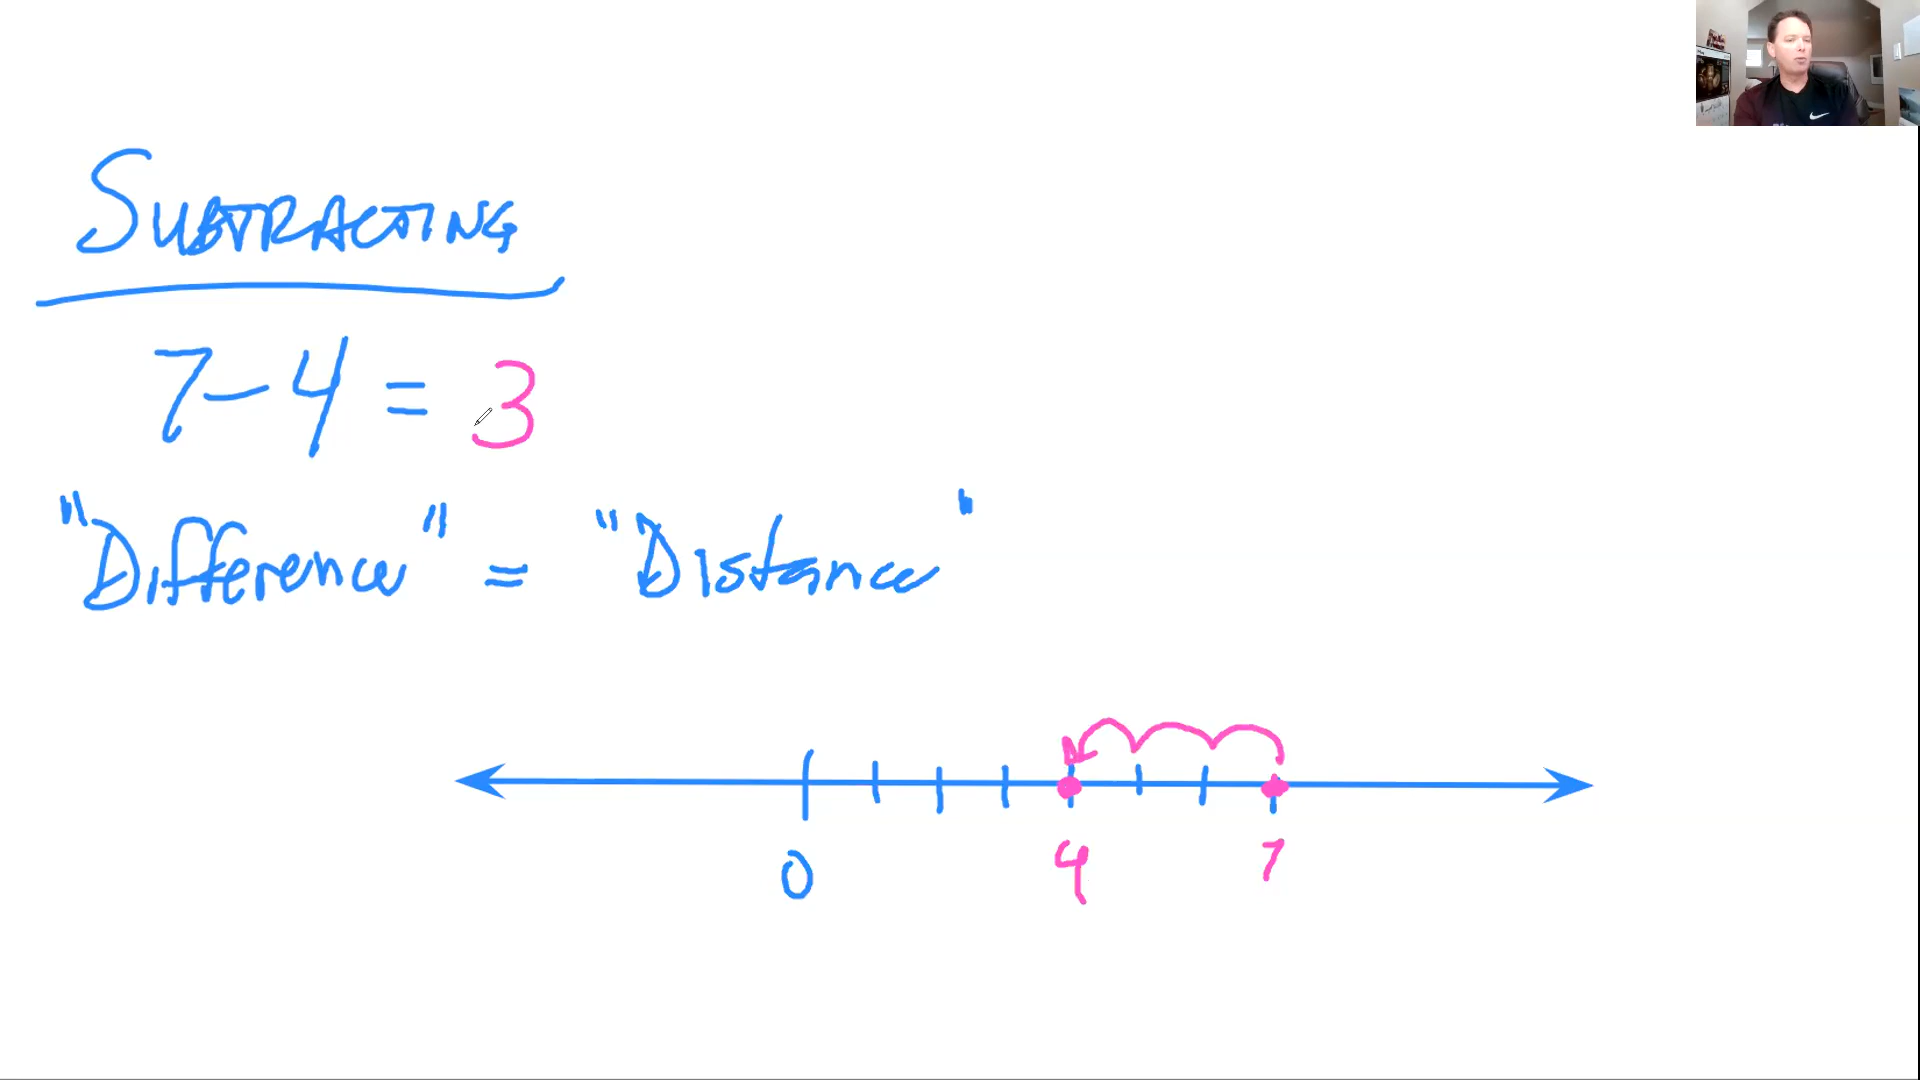 SUBTRACTING
7 - 4 = 3
"Difference" = "Distance"
0 4 7